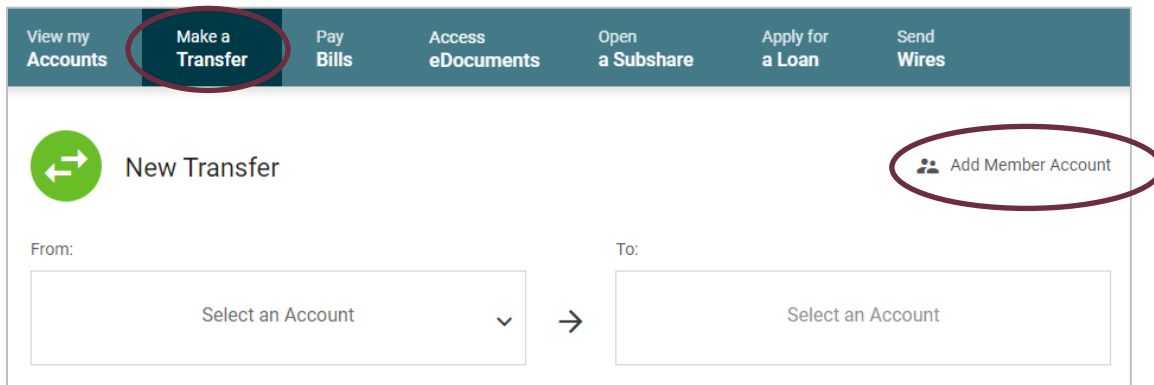 View my
Accounts
Make a
Transfer
Pay
Bills
Access
eDocuments
Open
a Subshare
Apply for
a Loan
Send
Wires
New Transfer
Add Member Account
From:
To:
Select an Account
Select an Account